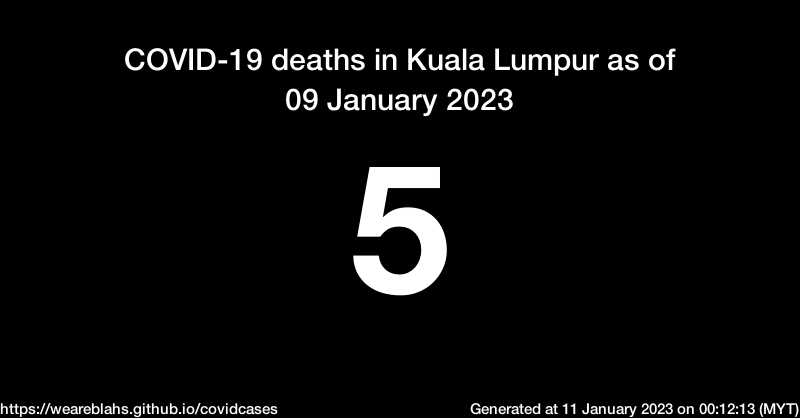 COVID-19 deaths in Kuala Lumpur as of
09 January 2023
5
https://weareblahs.github.io/covidcases
Generated at 11 January 2023 on 00:12:13 (MYT)